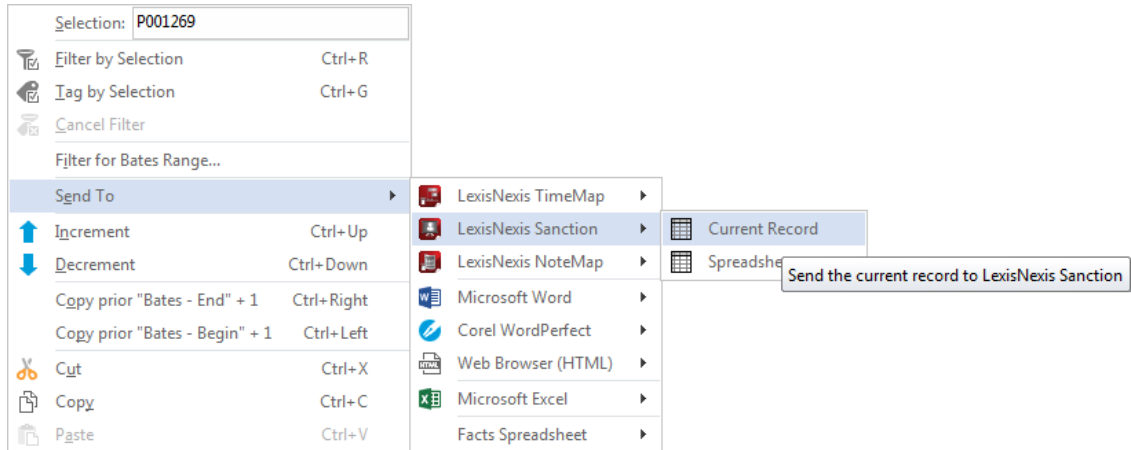 Selection: P001269
Filter by Selection Ctrl+R
Tag by Selection Ctrl+G
Cancel Filter
Filter for Bates Range...
Send To
Increment Ctrl+Up
Decrement Ctrl+Down
Copy prior "Bates - End" + 1 Ctrl+Right
Copy prior "Bates - Begin" + 1 Ctrl+Left
Cut Ctrl+X
Copy Ctrl+C
Paste Ctrl+V
LexisNexis TimeMap
LexisNexis Sanction
LexisNexis NoteMap
Microsoft Word
Corel WordPerfect
Web Browser (HTML)
Microsoft Excel
Facts Spreadsheet
Current Record
Spreadshe
Send the current record to LexisNexis Sanction